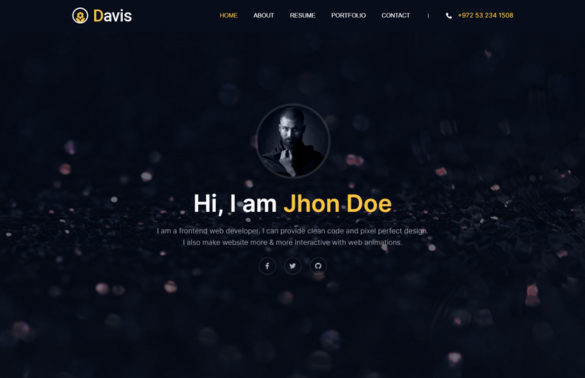 Davis
HOME ABOUT RESUME PORTFOLIO CONTACT | +972 53 234 1508
Hi, I am Jhon Doe
I am a frontend web developer. I can provide clean code and pixel perfect design.
I also make website more & more interactive with web animations.